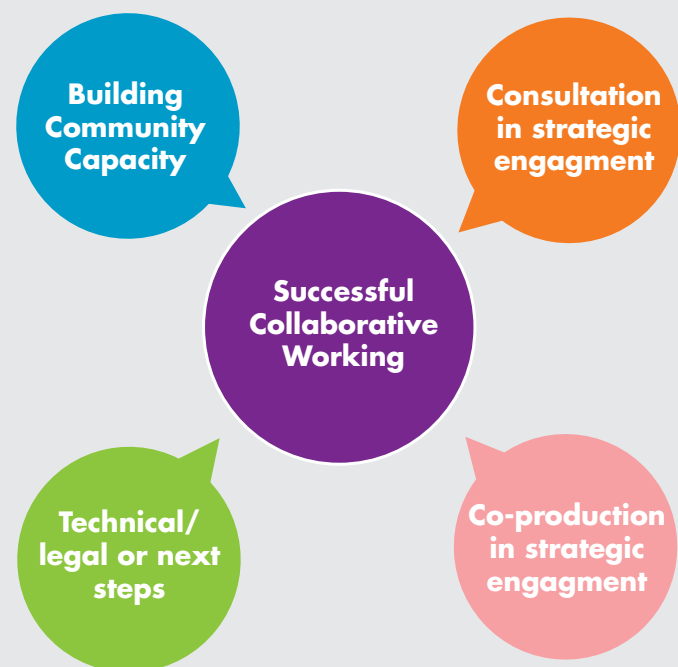 Building
Community
Capacity
Consultation
in strategic
engagment
Successful
Collaborative
Working
Technical/
legal or next
steps
Co-production
in strategic
engagment